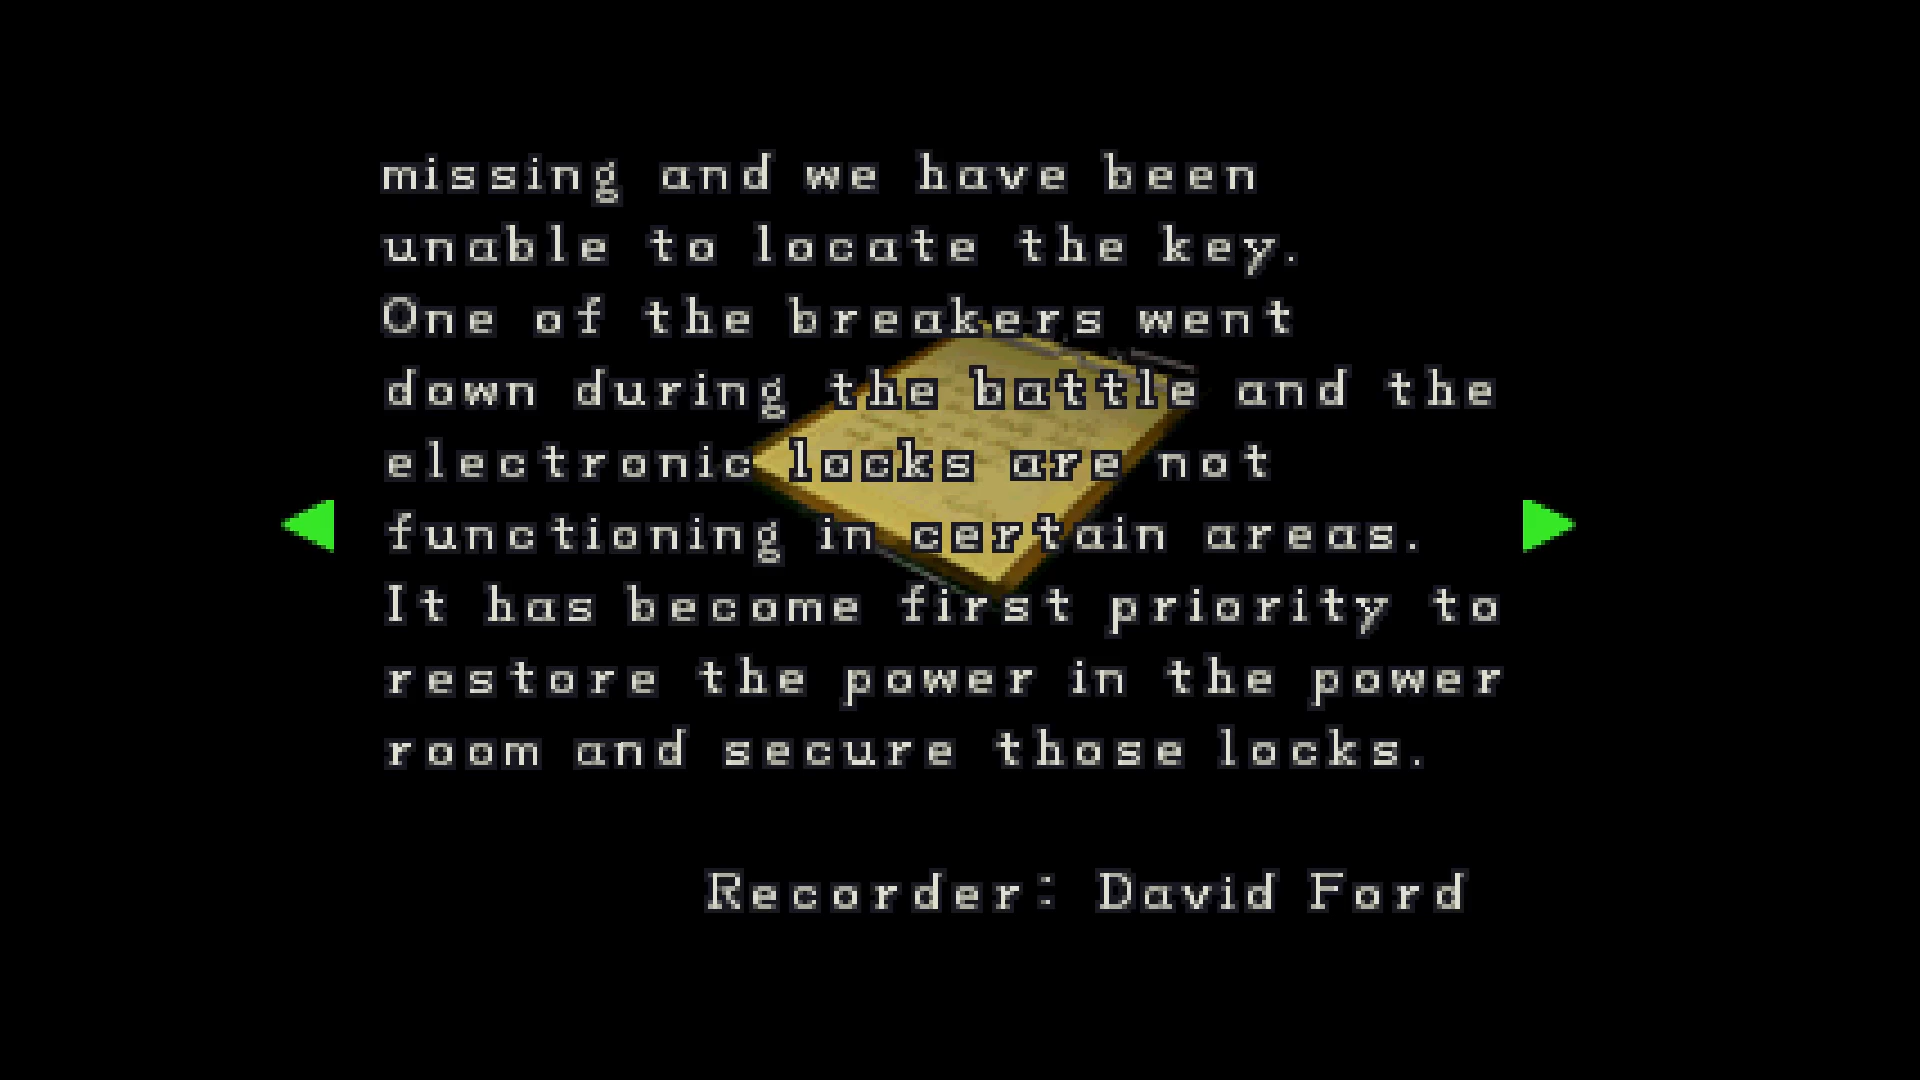 missing and we have been
unable to locate the key.
One of the breakers went
down during the battle and the
electronic locks are not
functioning in certain areas.
It has become first priority to
restore the power in the power
room and secure those locks.
Recorder: David Ford